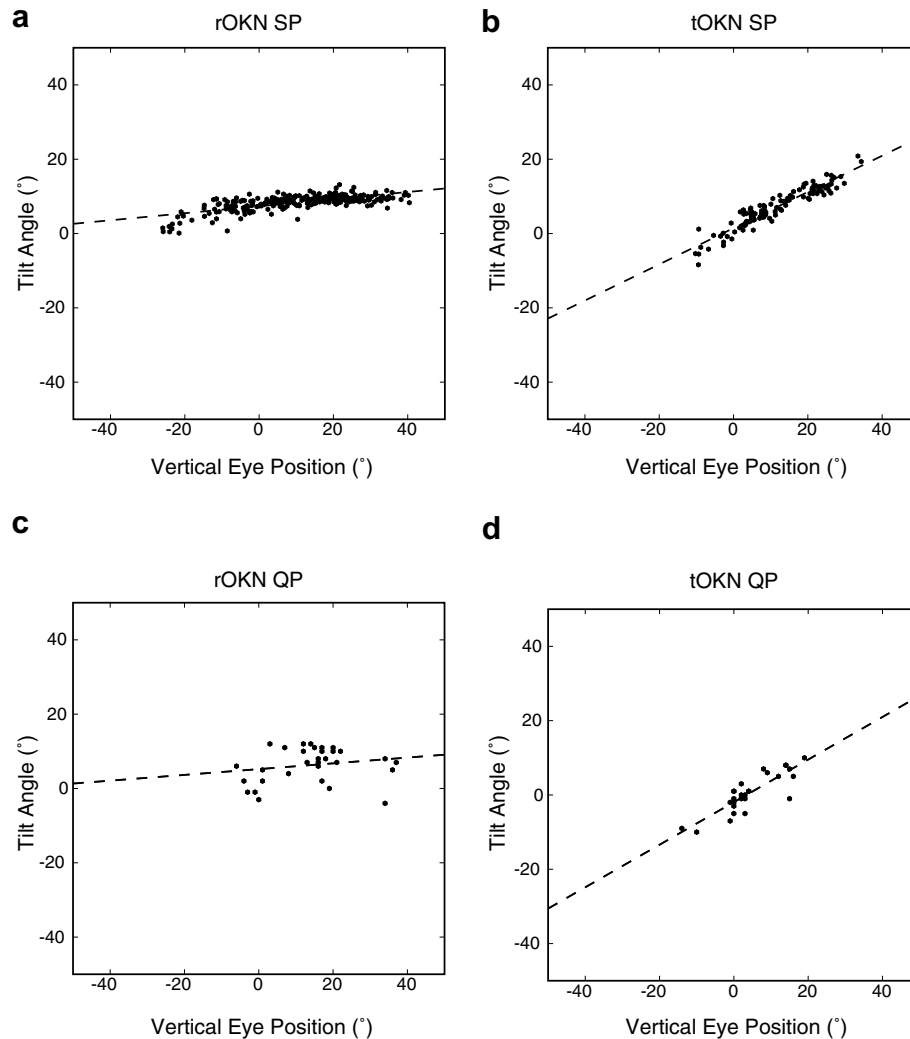 a
rOKN SP
40
20
0
-20
-40
Tilt Angle (˚)
-40 -20 0 20 40
Vertical Eye Position (˚)
b
tOKN SP
40
20
0
-20
-40
Tilt Angle (˚)
-40 -20 0 20 40
Vertical Eye Position (˚)
c
rOKN QP
40
20
0
-20
-40
Tilt Angle (˚)
-40 -20 0 20 40
Vertical Eye Position (˚)
d
tOKN QP
40
20
0
-20
-40
Tilt Angle (˚)
-40 -20 0 20 40
Vertical Eye Position (˚)